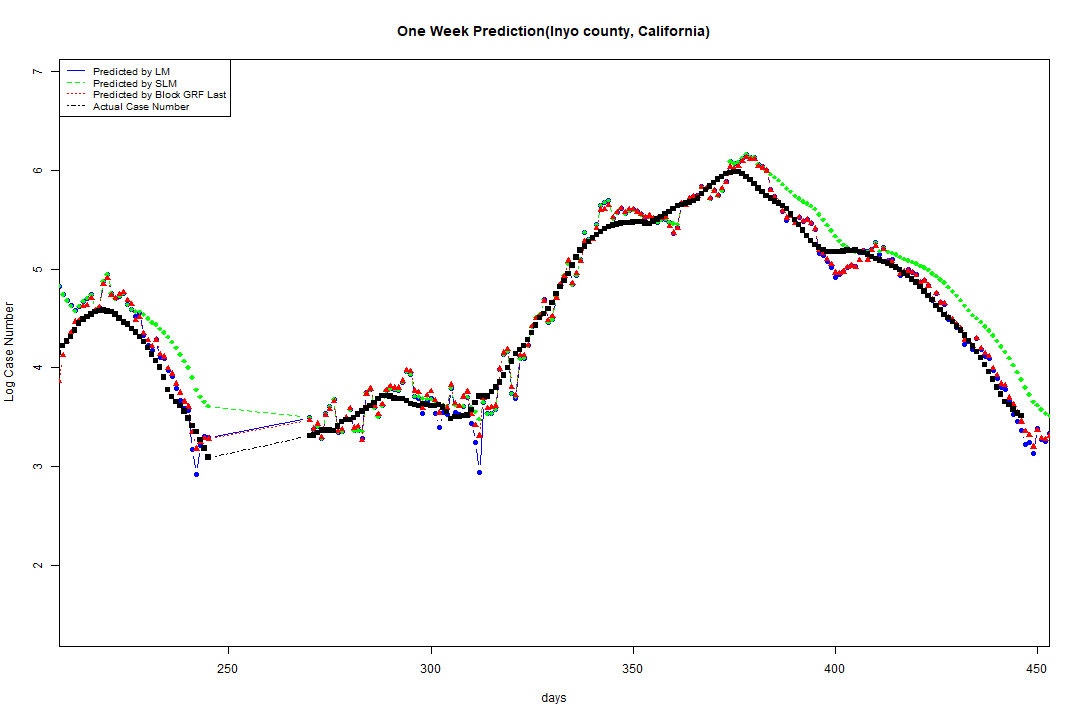 One Week Prediction(Inyo county, California)
Predicted by LM
Predicted by SLM
Predicted by Block GRF Last
Actual Case Number
7
6
5
4
3
2
Log Case Number
250 300 350 400 450
days